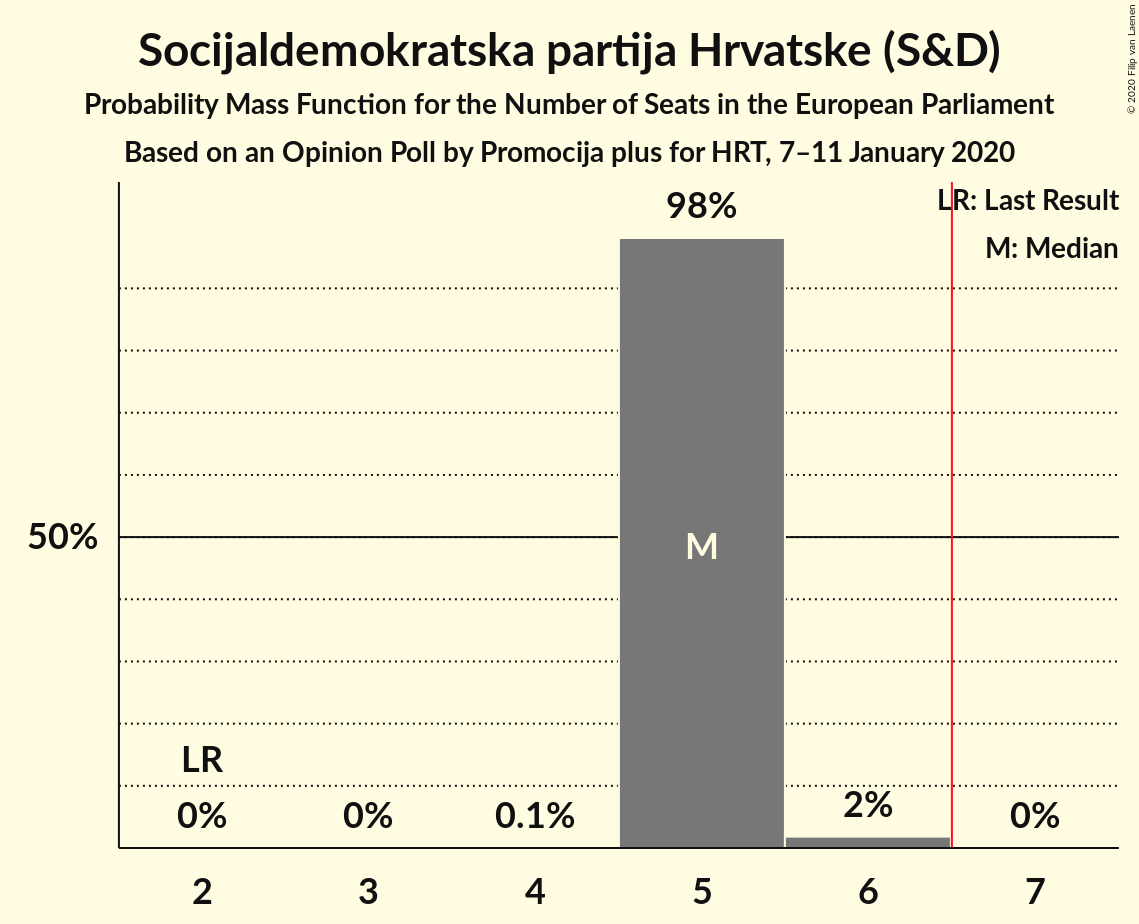 Socijaldemokratska partija Hrvatske (S&D)
Probability Mass Function for the Number of Seats in the European Parliament
Based on an Opinion Poll by Promocija plus for HRT, 7–11 January 2020
© 2020 Filip van Laenen
LR: Last Result
M: Median
98%
50%
M
LR
0%
0%
0.1%
2%
0%
2
3
4
5
6
7